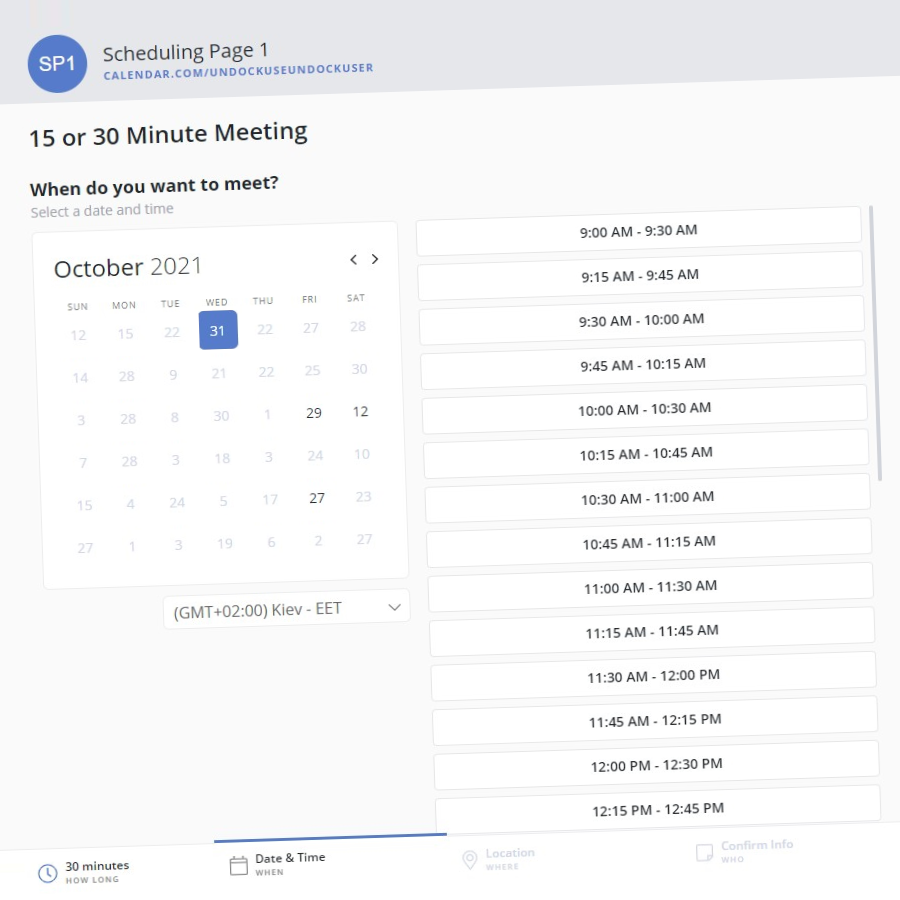 SP1
Scheduling Page 1
CALENDAR.COM/UNDOCKUSEUNDOCKUSER
15 or 30 Minute Meeting
When do you want to meet?
Select a date and time
October 2021
SUN MON TUE WED THU FRI SAT
12 15 22 31 22 27 28
14 28 9 21 22 25 30
3 28 8 30 1 29 12
7 28 3 18 3 24 10
15 4 24 5 17 27 23
27 1 3 19 6 2 27
(GMT+02:00) Kiev - EET
9:00 AM - 9:30 AM
9:15 AM - 9:45 AM
9:30 AM - 10:00 AM
9:45 AM - 10:15 AM
10:00 AM - 10:30 AM
10:15 AM - 10:45 AM
10:30 AM - 11:00 AM
10:45 AM - 11:15 AM
11:00 AM - 11:30 AM
11:15 AM - 11:45 AM
11:30 AM - 12:00 PM
11:45 AM - 12:15 PM
12:00 PM - 12:30 PM
12:15 PM - 12:45 PM
30 minutes
HOW LONG
Date & Time
WHEN
Location
WHERE
Confirm Info
WHO